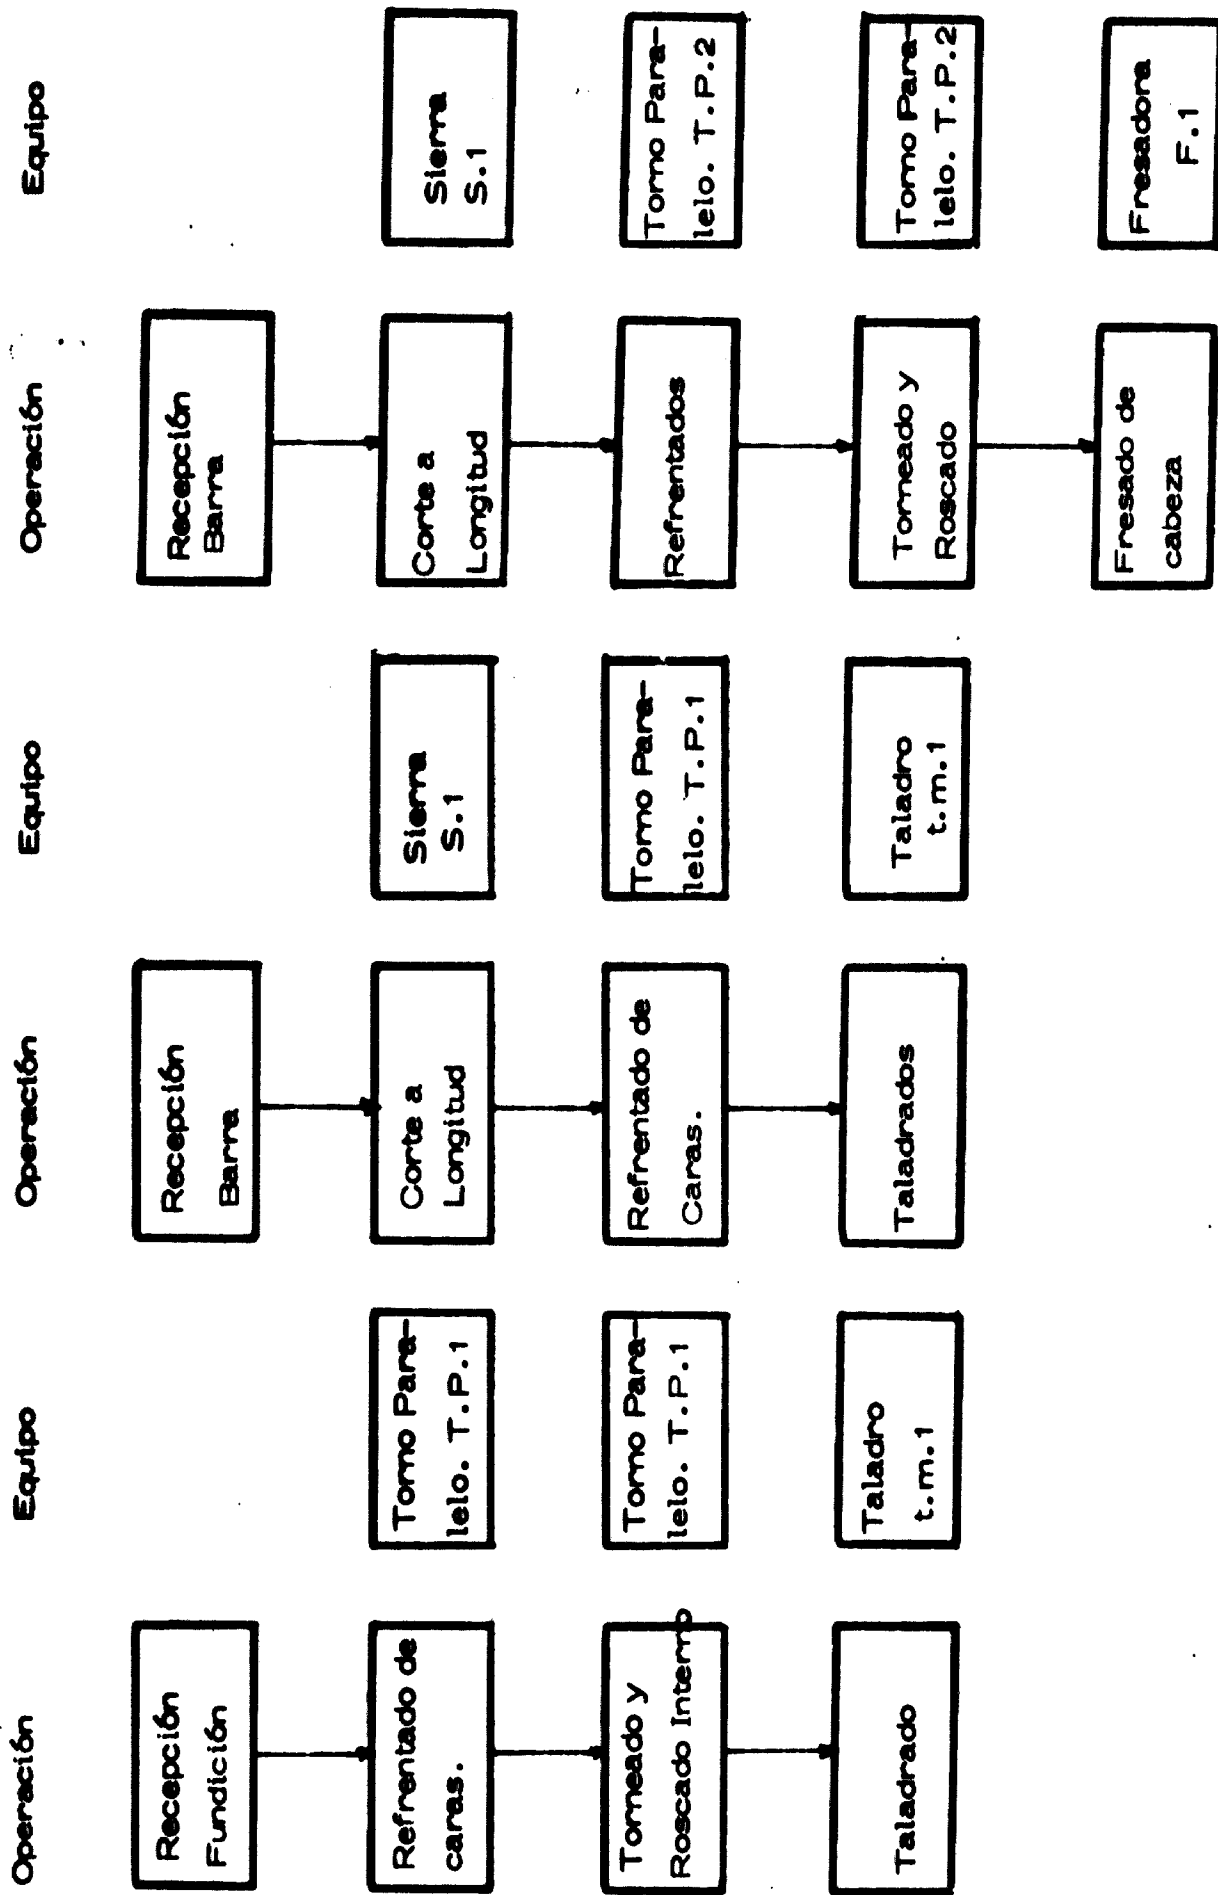 Operación
Equipo
Operación
Equipo
Operación
Equipo
Recepción
Fundición
Recepción
Barra
Recepción
Barra
Refrentado de
caras.
Torno Para-
lelo. T.P.1
Corte a
Longitud
Sierra
S.1
Corte a
Longitud
Sierra
S.1
Torneado y
Roscado Interno
Torno Para-
lelo. T.P.1
Refrentado de
Caras.
Torno Para-
lelo. T.P.1
Refrentados
Torno Para-
lelo. T.P.2
Taladrado
Taladro
t.m.1
Taladrados
Taladro
t.m.1
Torneado y
Roscado
Torno Para-
lelo. T.P.2
Fresado de
cabeza
Fresadora
F.1